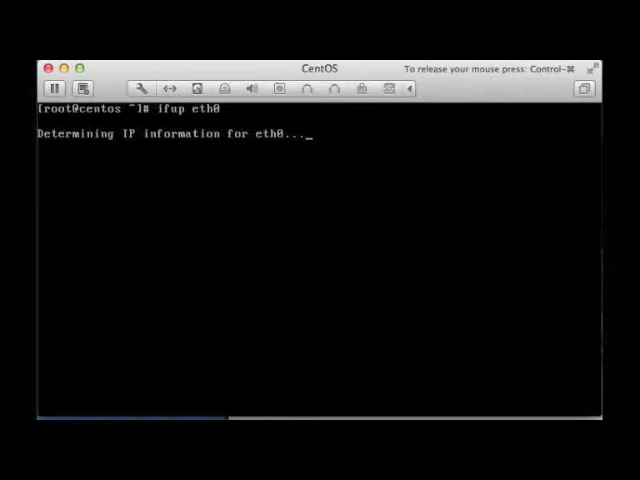 CentOS
To release your mouse press: Control-⌘
[root@centos ~]# ifup eth0
Determining IP information for eth0..._